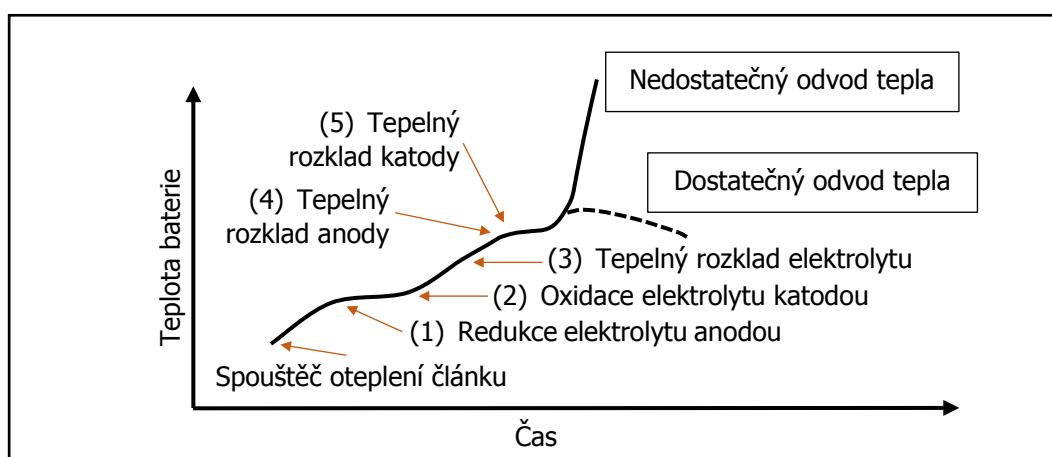 Nedostatečný odvod tepla
(5) Tepelný
rozklad katody
Dostatečný odvod tepla
(4) Tepelný
rozklad anody
(3) Tepelný rozklad elektrolytu
(2) Oxidace elektrolytu katodou
(1) Redukce elektrolytu anodou
Spouštěč oteplení článku
Teplota baterie
Čas